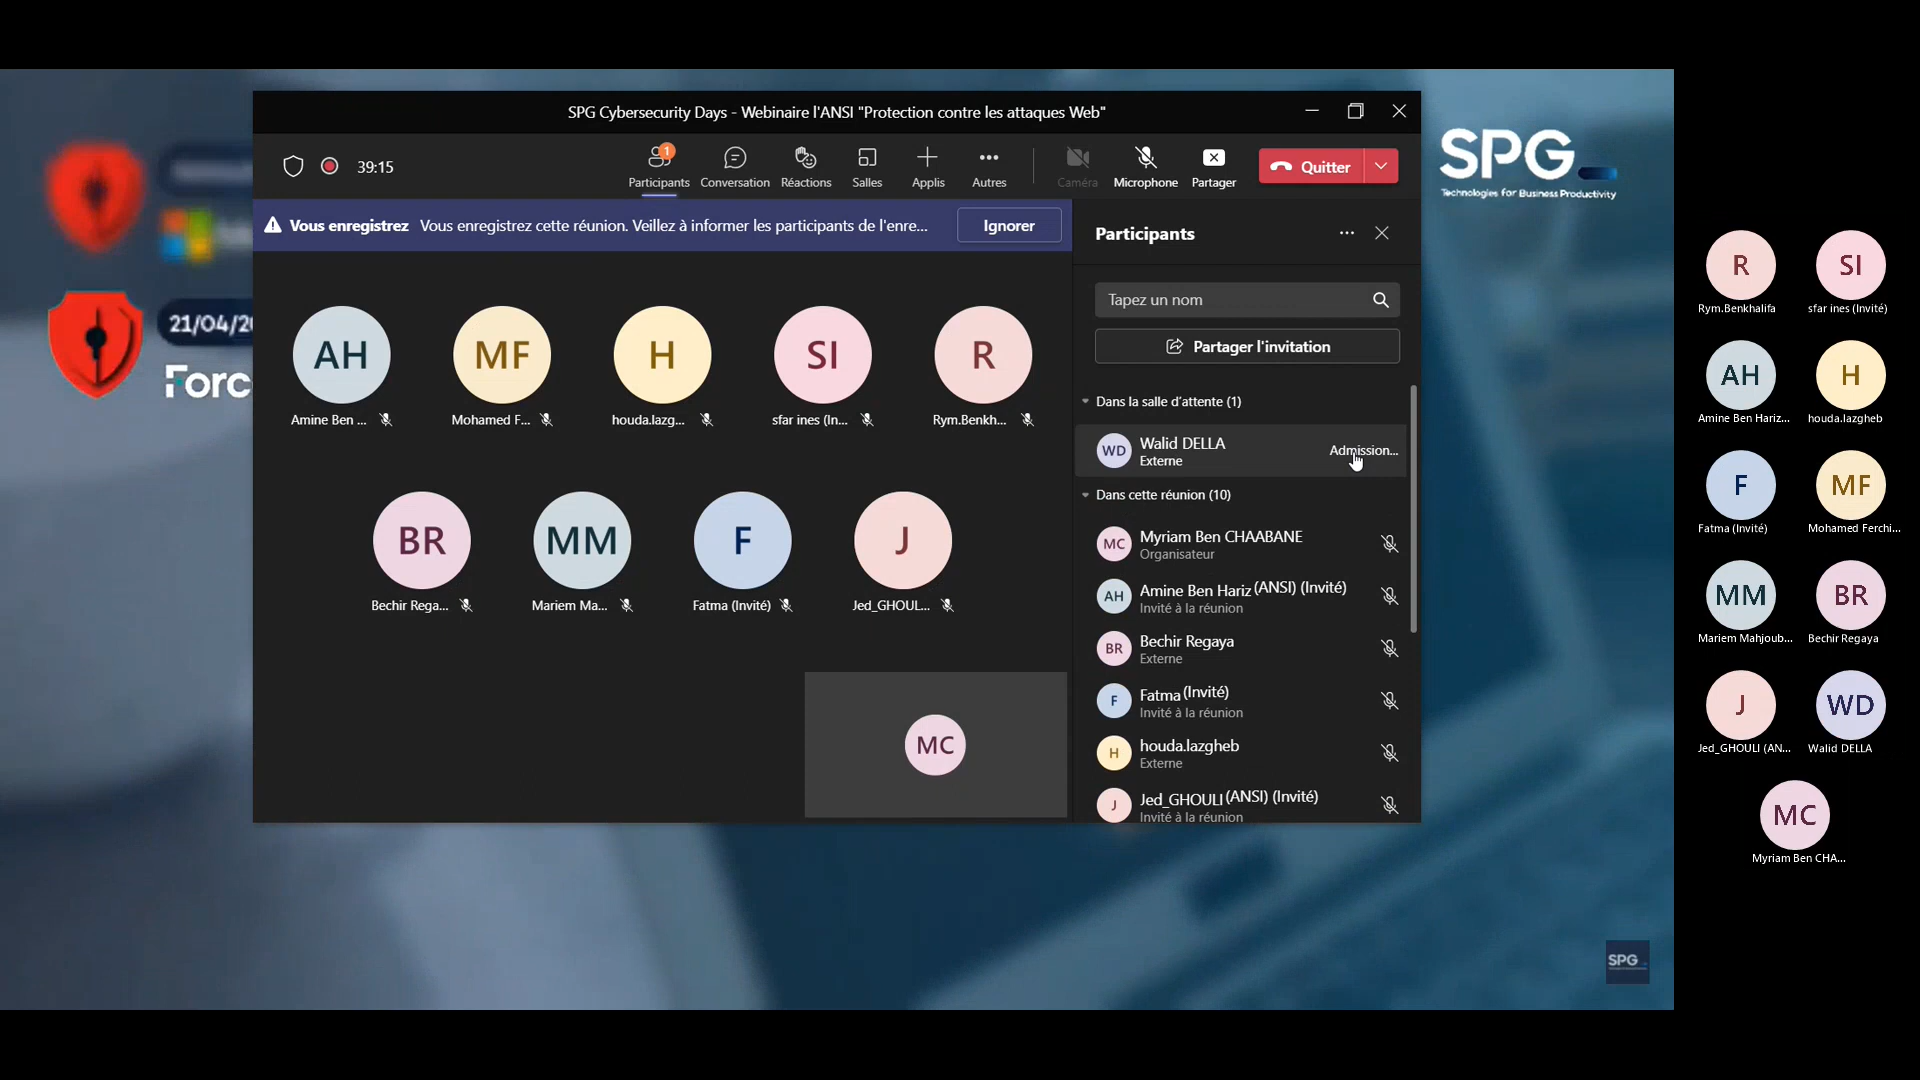 SPG Cybersecurity Days - Webinaire l'ANSI "Protection contre les attaques Web"
39:15
1
Participants
Conversation
Réactions
Salles
Applis
Autres
Caméra
Microphone
Partager
Quitter
Vous enregistrez Vous enregistrez cette réunion. Veillez à informer les participants de l'enre...
Ignorer
AH
MF
H
SI
R
Amine Ben ...
Mohamed F...
houda.lazg...
sfar ines (In...
Rym.Benkh...
BR
MM
F
J
Bechir Rega...
Mariem Ma...
Fatma (Invité)
Jed_GHOUL...
MC
Participants
Tapez un nom
Partager l'invitation
Dans la salle d'attente (1)
WD
Walid DELLA
Externe
Admission...
Dans cette réunion (10)
MC
Myriam Ben CHAABANE
Organisateur
AH
Amine Ben Hariz (ANSI) (Invité)
Invité à la réunion
BR
Bechir Regaya
Externe
F
Fatma (Invité)
Invité à la réunion
H
houda.lazgheb
Externe
J
Jed_GHOULI (ANSI) (Invité)
Invité à la réunion
21/04/2
Forc
SPG
Technologies for Business Productivity
SPG
R
SI
Rym.Benkhalifa
sfar ines (Invité)
AH
H
Amine Ben Hariz...
houda.lazgheb
F
MF
Fatma (Invité)
Mohamed Ferchi...
MM
BR
Mariem Mahjoub...
Bechir Regaya
J
WD
Jed_GHOULI (AN...
Walid DELLA
MC
Myriam Ben CHA...